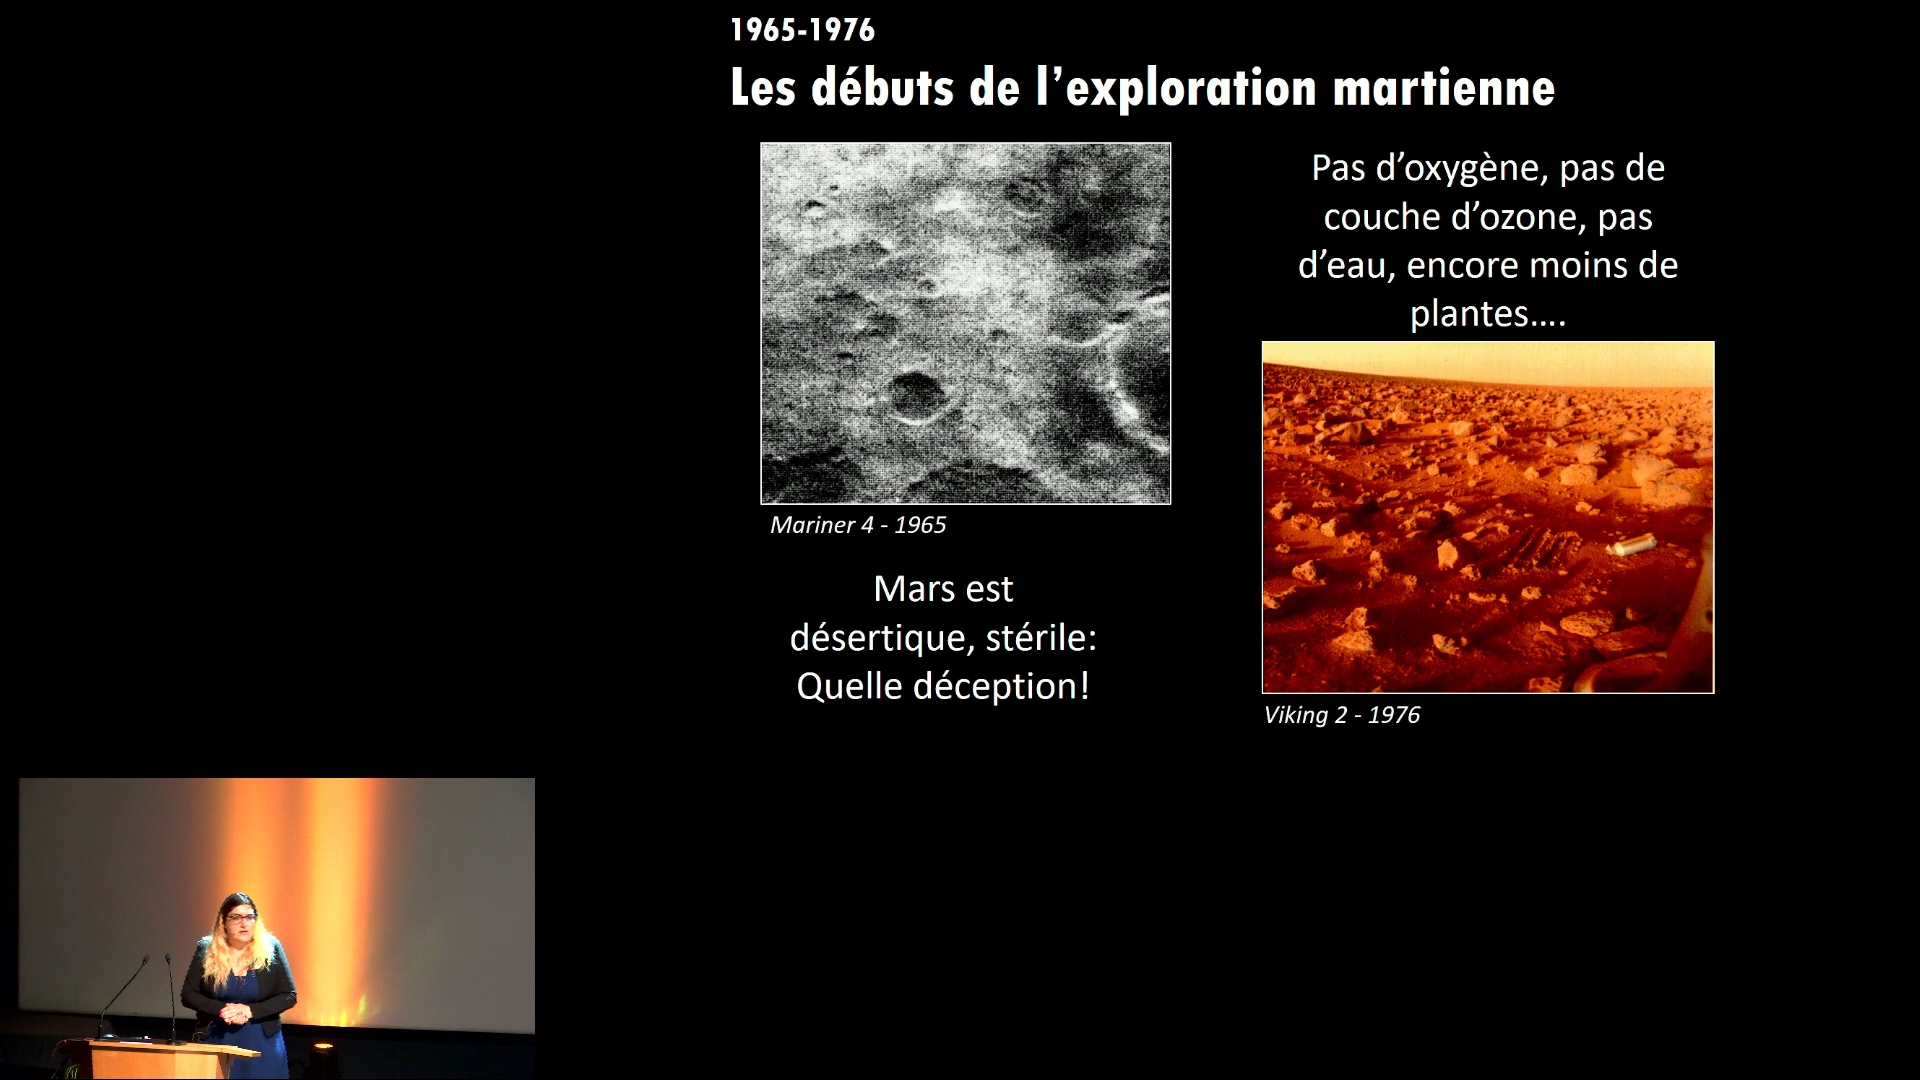 1965-1976
Les débuts de l’exploration martienne
Pas d’oxygène, pas de
couche d’ozone, pas
d’eau, encore moins de
plantes….
Mariner 4 - 1965
Mars est
désertique, stérile:
Quelle déception!
Viking 2 - 1976